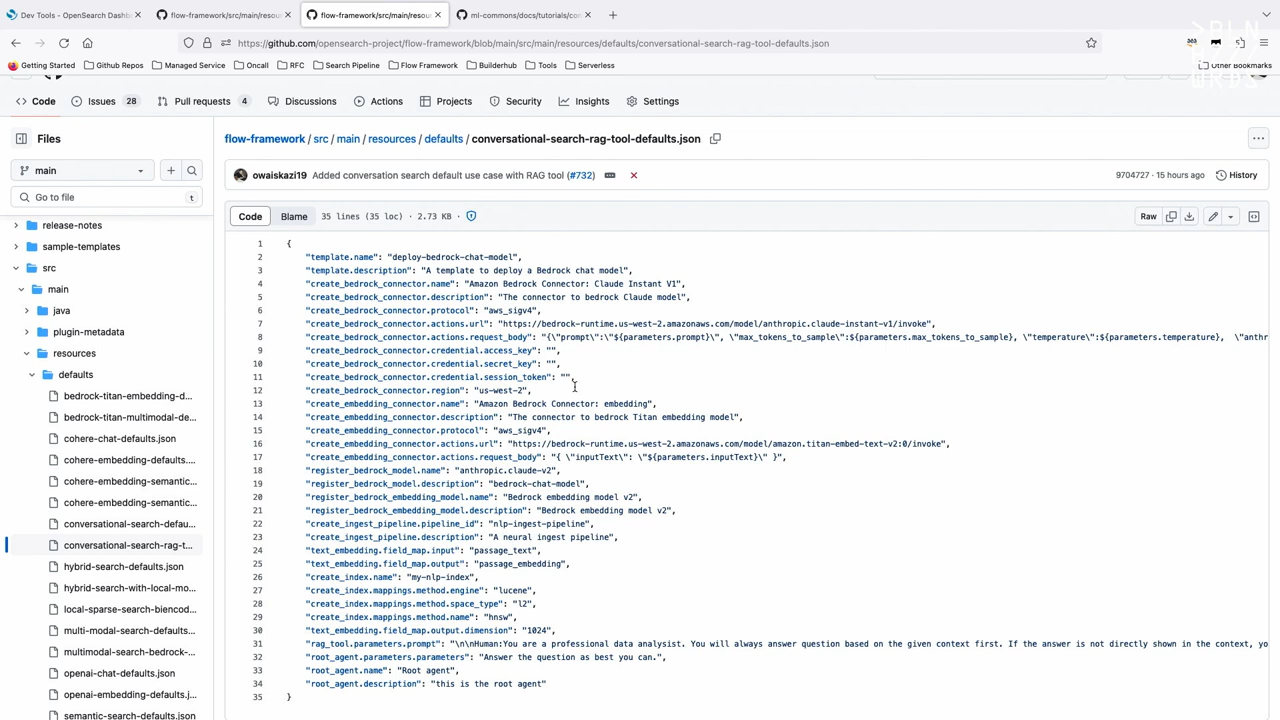 Dev Tools - OpenSearch Dashb
flow-framework/src/main/resour
flow-framework/src/main/resour
ml-commons/docs/tutorials/con
https://github.com/opensearch-project/flow-framework/blob/main/src/main/resources/defaults/conversational-search-rag-tool-defaults.json
Getting Started
Github Repos
Managed Service
Oncall
RFC
Search Pipeline
Flow Framework
Builderhub
Tools
Serverless
Other Bookmarks
Code
Issues 28
Pull requests 4
Discussions
Actions
Projects
Security
Insights
Settings
Files
main
Go to file
t
release-notes
sample-templates
src
main
java
plugin-metadata
resources
defaults
bedrock-titan-embedding-d...
bedrock-titan-multimodal-de...
cohere-chat-defaults.json
cohere-embedding-defaults....
cohere-embedding-semantic...
cohere-embedding-semantic...
conversational-search-defau...
conversational-search-rag-t...
hybrid-search-defaults.json
hybrid-search-with-local-mo...
local-sparse-search-biencod...
multi-modal-search-defaults...
multimodal-search-bedrock-...
openai-chat-defaults.json
openai-embedding-defaults.j...
semantic-search-defaults.json
flow-framework / src / main / resources / defaults / conversational-search-rag-tool-defaults.json
owaiskazi19 Added conversation search default use case with RAG tool (#732)
9704727 · 15 hours ago
History
Code
Blame
35 lines (35 loc) · 2.73 KB
Raw
1 {
2 "template.name": "deploy-bedrock-chat-model",
3 "template.description": "A template to deploy a Bedrock chat model",
4 "create_bedrock_connector.name": "Amazon Bedrock Connector: Claude Instant V1",
5 "create_bedrock_connector.description": "The connector to bedrock Claude model",
6 "create_bedrock_connector.protocol": "aws_sigv4",
7 "create_bedrock_connector.actions.url": "https://bedrock-runtime.us-west-2.amazonaws.com/model/anthropic.claude-instant-v1/invoke",
8 "create_bedrock_connector.actions.request_body": "{\"prompt\":\"${parameters.prompt}\", \"max_tokens_to_sample\":${parameters.max_tokens_to_sample}, \"temperature\":${parameters.temperature}, \"anthr
9 "create_bedrock_connector.credential.access_key": "",
10 "create_bedrock_connector.credential.secret_key": "",
11 "create_bedrock_connector.credential.session_token": "",
12 "create_bedrock_connector.region": "us-west-2",
13 "create_embedding_connector.name": "Amazon Bedrock Connector: embedding",
14 "create_embedding_connector.description": "The connector to bedrock Titan embedding model",
15 "create_embedding_connector.protocol": "aws_sigv4",
16 "create_embedding_connector.actions.url": "https://bedrock-runtime.us-west-2.amazonaws.com/model/amazon.titan-embed-text-v2:0/invoke",
17 "create_embedding_connector.actions.request_body": "{ \"inputText\": \"${parameters.inputText}\" }",
18 "register_bedrock_model.name": "anthropic.claude-v2",
19 "register_bedrock_model.description": "bedrock-chat-model",
20 "register_bedrock_embedding_model.name": "Bedrock embedding model v2",
21 "register_bedrock_embedding_model.description": "Bedrock embedding model v2",
22 "create_ingest_pipeline.pipeline_id": "nlp-ingest-pipeline",
23 "create_ingest_pipeline.description": "A neural ingest pipeline",
24 "text_embedding.field_map.input": "passage_text",
25 "text_embedding.field_map.output": "passage_embedding",
26 "create_index.name": "my-nlp-index",
27 "create_index.mappings.method.engine": "lucene",
28 "create_index.mappings.method.space_type": "l2",
29 "create_index.mappings.method.name": "hnsw",
30 "text_embedding.field_map.output.dimension": "1024",
31 "rag_tool.parameters.prompt": "\n\nHuman:You are a professional data analysist. You will always answer question based on the given context first. If the answer is not directly shown in the context, yo
32 "root_agent.parameters.parameters": "Answer the question as best you can.",
33 "root_agent.name": "Root agent",
34 "root_agent.description": "this is the root agent"
35 }